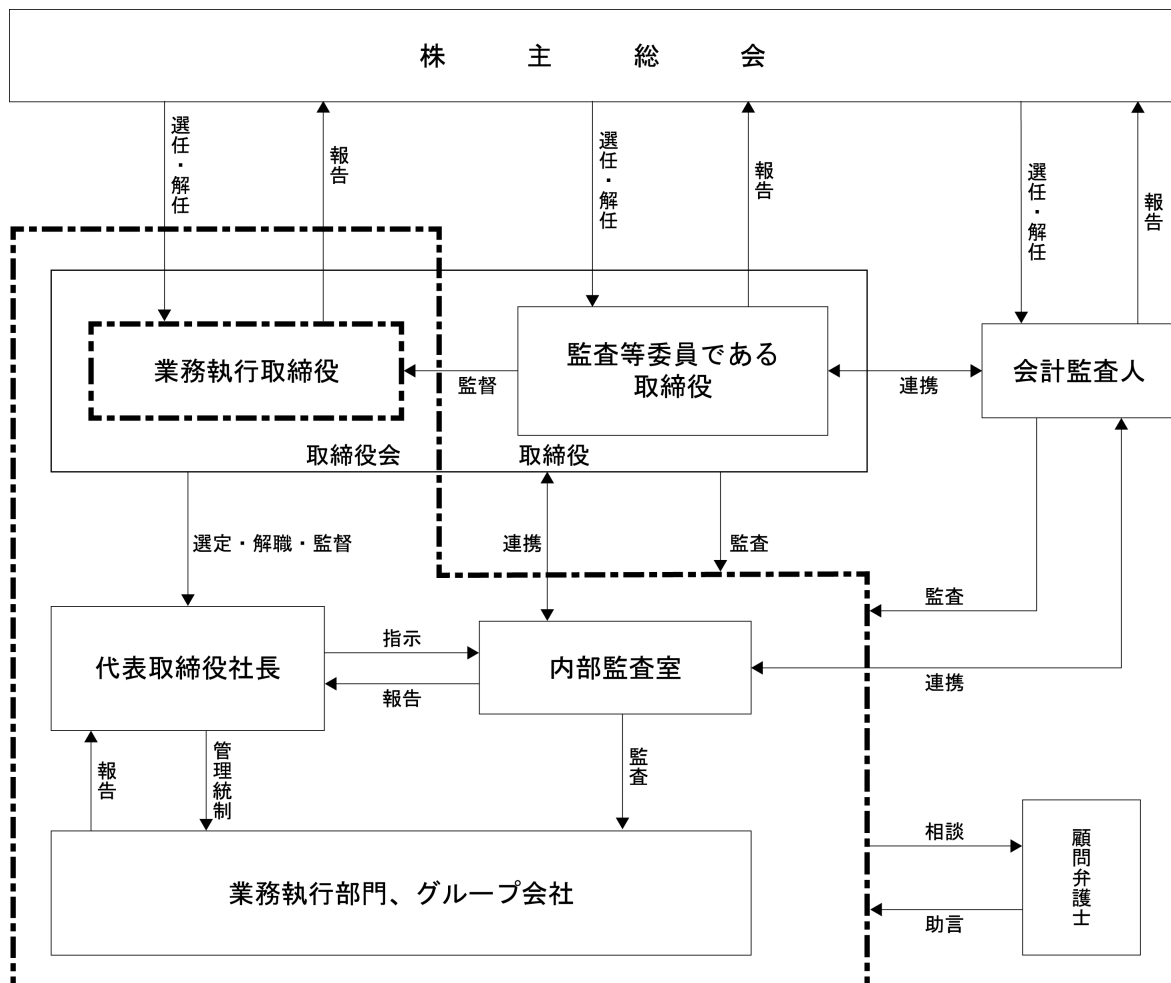 株主総会
選任・解任
報告
選任・解任
報告
選任・解任
報告
業務執行取締役
監督
監査等委員である
取締役
連携
会計監査人
取締役会
取締役
選定・解職・監督
連携
監査
監査
代表取締役社長
指示
報告
内部監査室
連携
報告
管理統制
監査
業務執行部門、グループ会社
相談
助言
顧問弁護士